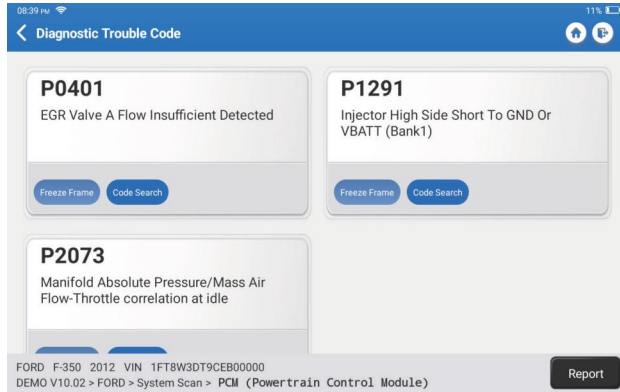 08:39 PM
11%
Diagnostic Trouble Code
P0401
EGR Valve A Flow Insufficient Detected
Freeze Frame
Code Search
P1291
Injector High Side Short To GND Or
VBATT (Bank1)
Freeze Frame
Code Search
P2073
Manifold Absolute Pressure/Mass Air
Flow-Throttle correlation at idle
FORD F-350 2012 VIN 1FT8W3DT9CEB00000
DEMO V10.02 > FORD > System Scan > PCM (Powertrain Control Module)
Report